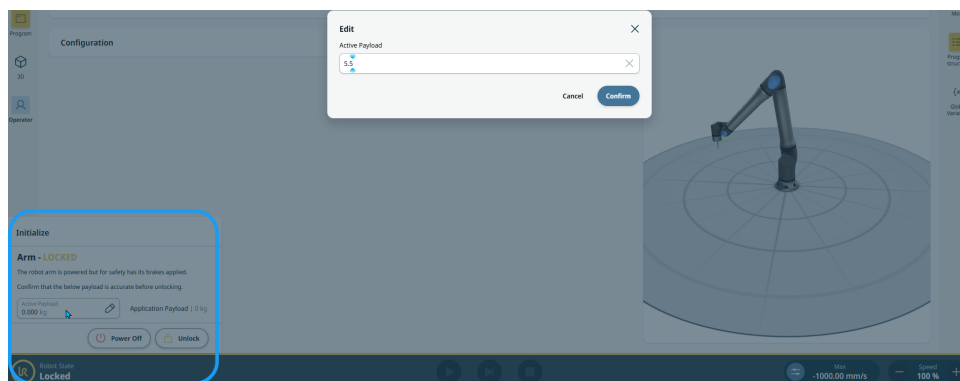 Program
3D
Operator
Configuration
Edit
Active Payload
5.5
Cancel
Confirm
Initialize
Arm - LOCKED
The robot arm is powered but for safety has its brakes applied.
Confirm that the below payload is accurate before unlocking.
Active Payload
0.000 kg
Application Payload | 0 kg
Power Off
Unlock
Robot State
Locked
Max
-1000.00 mm/s
Speed
100 %